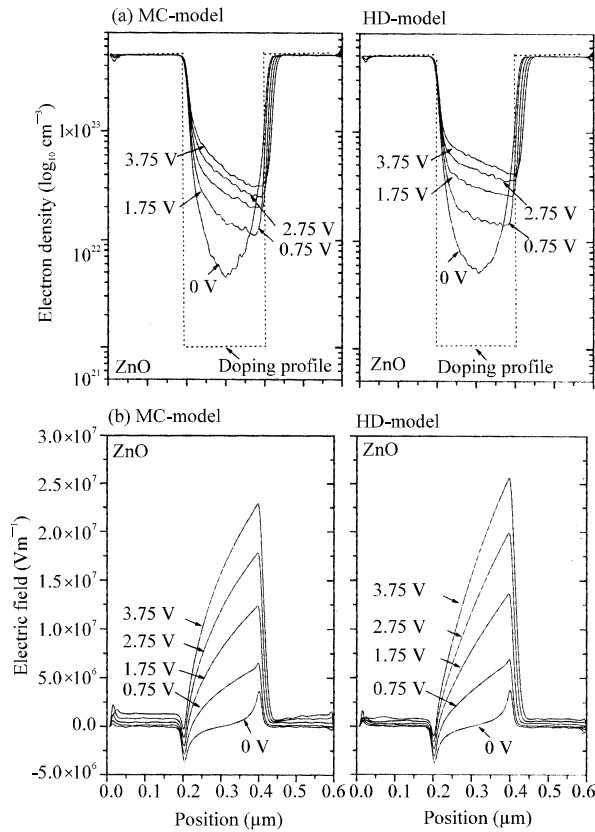 (a) MC-model
HD-model
Electron density (log₁₀ cm⁻³)
1×10²³
10²²
10²¹
3.75 V
1.75 V
2.75 V
0.75 V
0 V
ZnO
Doping profile
3.75 V
1.75 V
2.75 V
0.75 V
0 V
ZnO
Doping profile
(b) MC-model
HD-model
Electric field (Vm⁻¹)
3.0×10⁷
2.5×10⁷
2.0×10⁷
1.5×10⁷
1.0×10⁷
5.0×10⁶
0.0
-5.0×10⁶
ZnO
3.75 V
2.75 V
1.75 V
0.75 V
0 V
ZnO
3.75 V
2.75 V
1.75 V
0.75 V
0 V
0.0 0.1 0.2 0.3 0.4 0.5 0.6
0.0 0.1 0.2 0.3 0.4 0.5 0.6
Position (µm)
Position (µm)